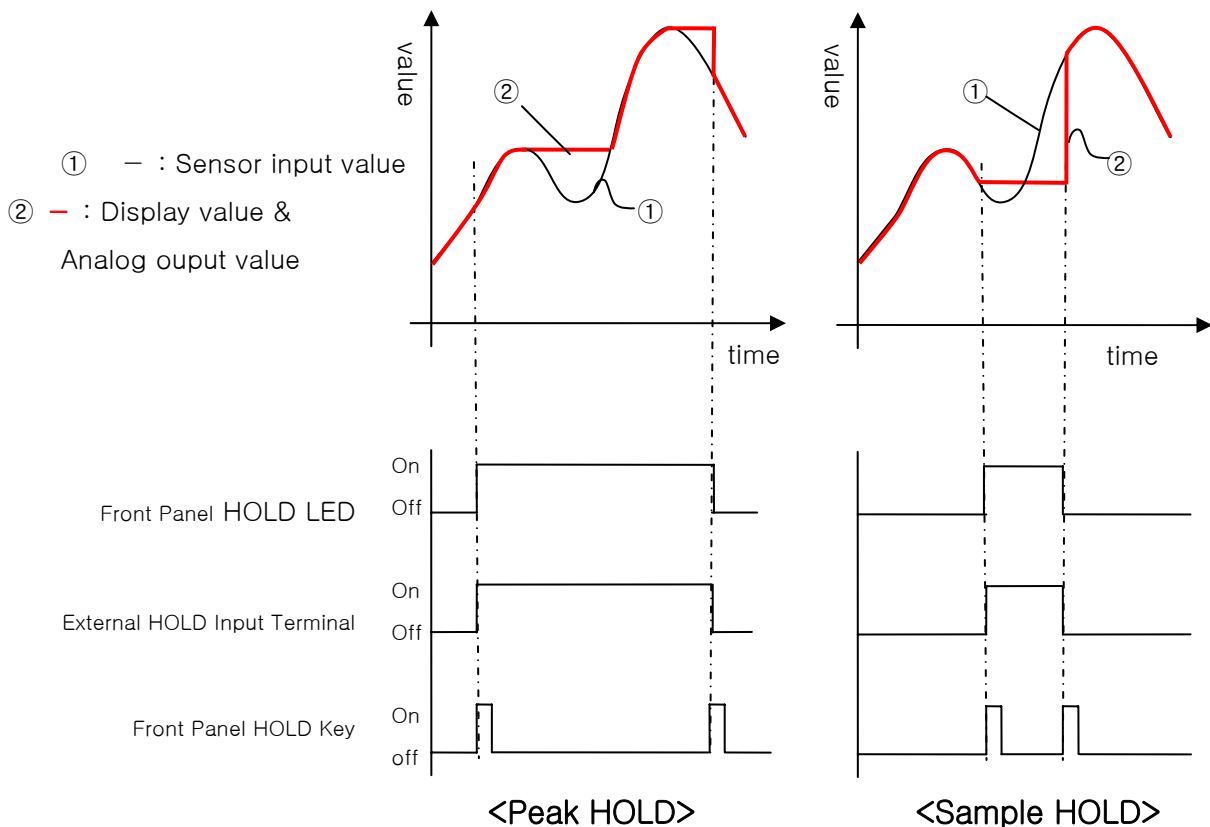 value
②
①
① − : Sensor input value
② − : Display value &
Analog ouput value
time
value
①
②
time
On
Off
Front Panel HOLD LED
On
Off
External HOLD Input Terminal
On
off
Front Panel HOLD Key
<Peak HOLD>
<Sample HOLD>